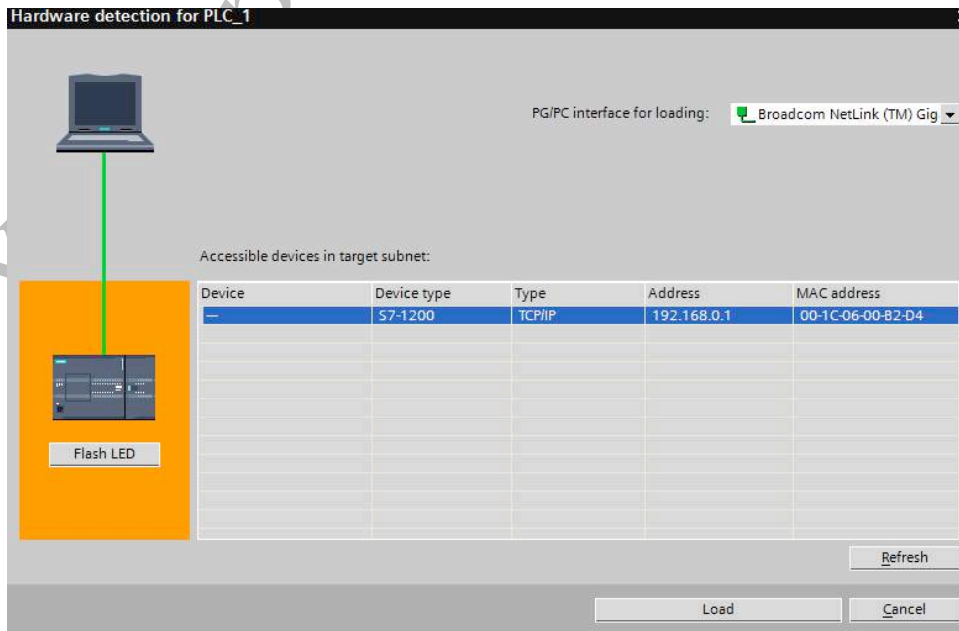 Hardware detection for PLC_1
PG/PC interface for loading: Broadcom NetLink (TM) Gig
Accessible devices in target subnet:
Device Device type Type Address MAC address
— S7-1200 TCP/IP 192.168.0.1 00-1C-06-00-B2-D4
Flash LED
Refresh
Load Cancel